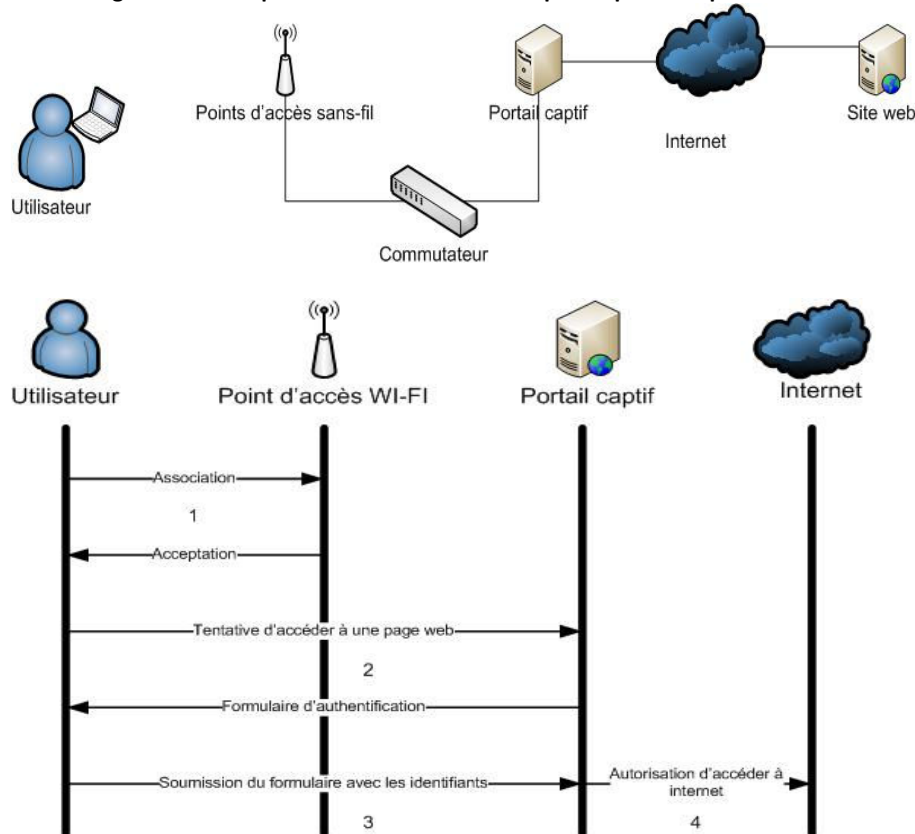 Points d'accès sans-fil
Portail captif
Internet
Site web
Utilisateur
Commutateur
Utilisateur
Point d'accès WI-FI
Portail captif
Internet
Association
1
Acceptation
Tentative d'accéder à une page web
2
Formulaire d'authentification
Soumission du formulaire avec les identifiants
Autorisation d'accéder à
internet
3
4